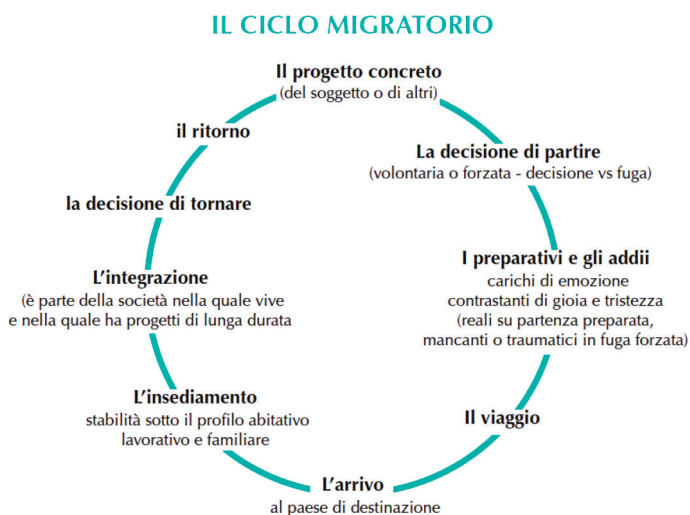 IL CICLO MIGRATORIO
Il progetto concreto
(del soggetto o di altri)
La decisione di partire
(volontaria o forzata - decisione vs fuga)
I preparativi e gli addii
carichi di emozione
contrastanti di gioia e tristezza
(reali su partenza preparata,
mancanti o traumatici in fuga forzata)
Il viaggio
L'arrivo
al paese di destinazione
L'insediamento
stabilità sotto il profilo abitativo
lavorativo e familiare
L'integrazione
(è parte della società nella quale vive
e nella quale ha progetti di lunga durata
la decisione di tornare
il ritorno